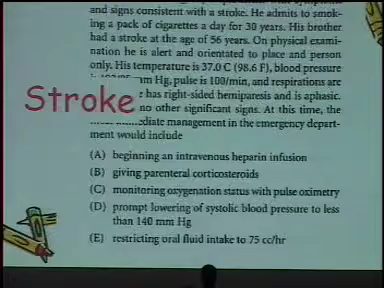 and signs consistent with a stroke. He admits to smok-
ing a pack of cigarettes a day for 30 years. His brother
had a stroke at the age of 56 years. On physical exami-
nation he is alert and orientated to place and person
only. His temperature is 37.0 C (98.6 F), blood pressure
mm Hg, pulse is 100/min, and respirations are
has right-sided hemiparesis and is aphasic.
Stroke
no other significant signs. At this time, the
diate management in the emergency depart-
ment would include
(A) beginning an intravenous heparin infusion
(B) giving parenteral corticosteroids
(C) monitoring oxygenation status with pulse oximetry
(D) prompt lowering of systolic blood pressure to less
than 140 mm Hg
(E) restricting oral fluid intake to 75 cc/hr